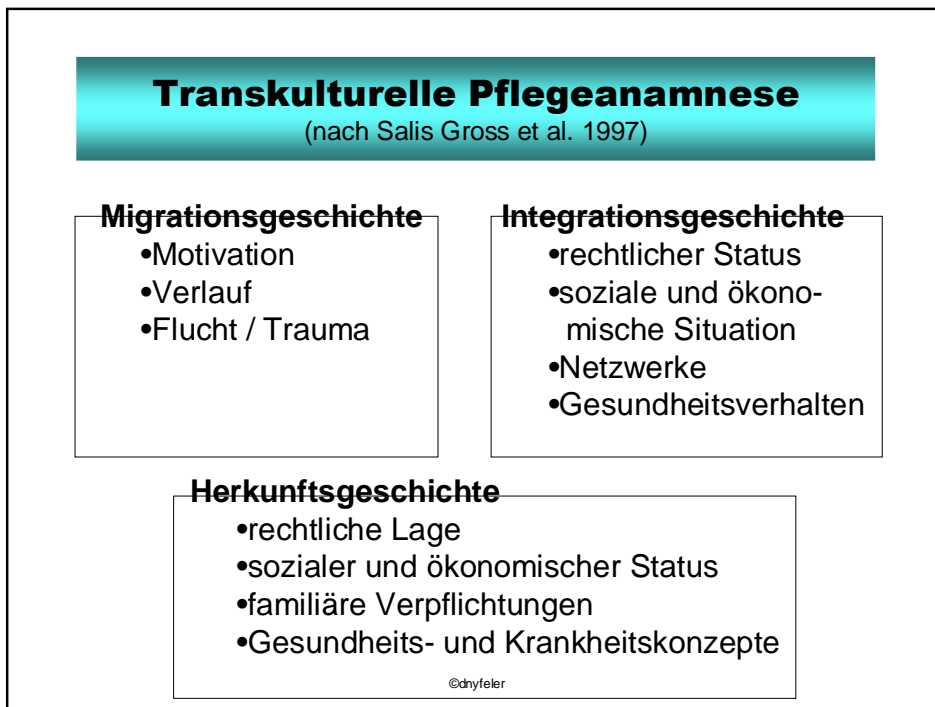 Transkulturelle Pflegeanamnese
(nach Salis Gross et al. 1997)
Migrationsgeschichte
•Motivation
•Verlauf
•Flucht / Trauma
Integrationsgeschichte
•rechtlicher Status
•soziale und ökono-
mische Situation
•Netzwerke
•Gesundheitsverhalten
Herkunftsgeschichte
•rechtliche Lage
•sozialer und ökonomischer Status
•familiäre Verpflichtungen
•Gesundheits- und Krankheitskonzepte
©dnyfeler